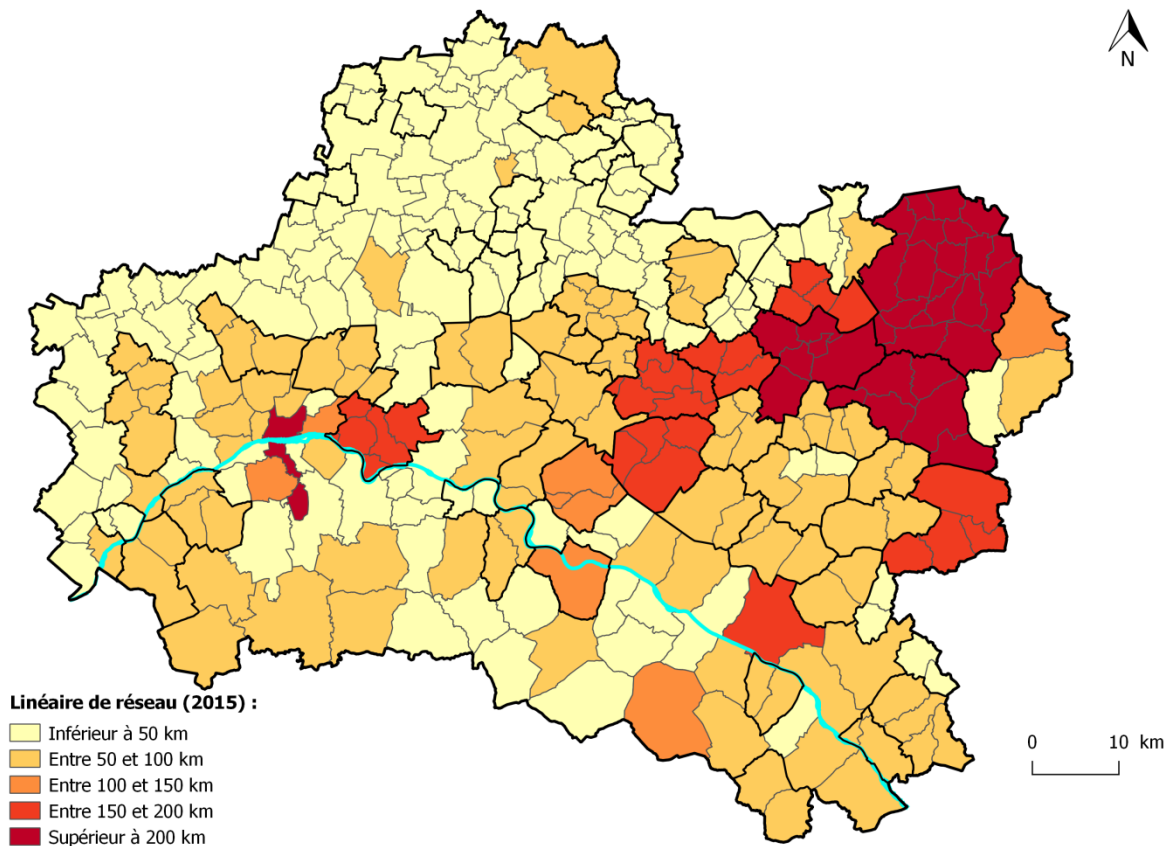 N
Linéaire de réseau (2015) :
Inférieur à 50 km
Entre 50 et 100 km
Entre 100 et 150 km
Entre 150 et 200 km
Supérieur à 200 km
0 10 km